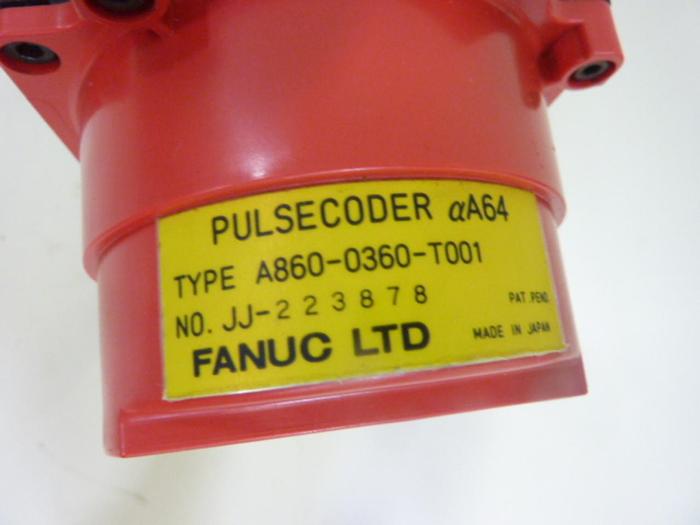 PULSECODER αA64
TYPE A860-0360-T001
NO. JJ-223878 PAT.PEND.
FANUC LTD MADE IN JAPAN